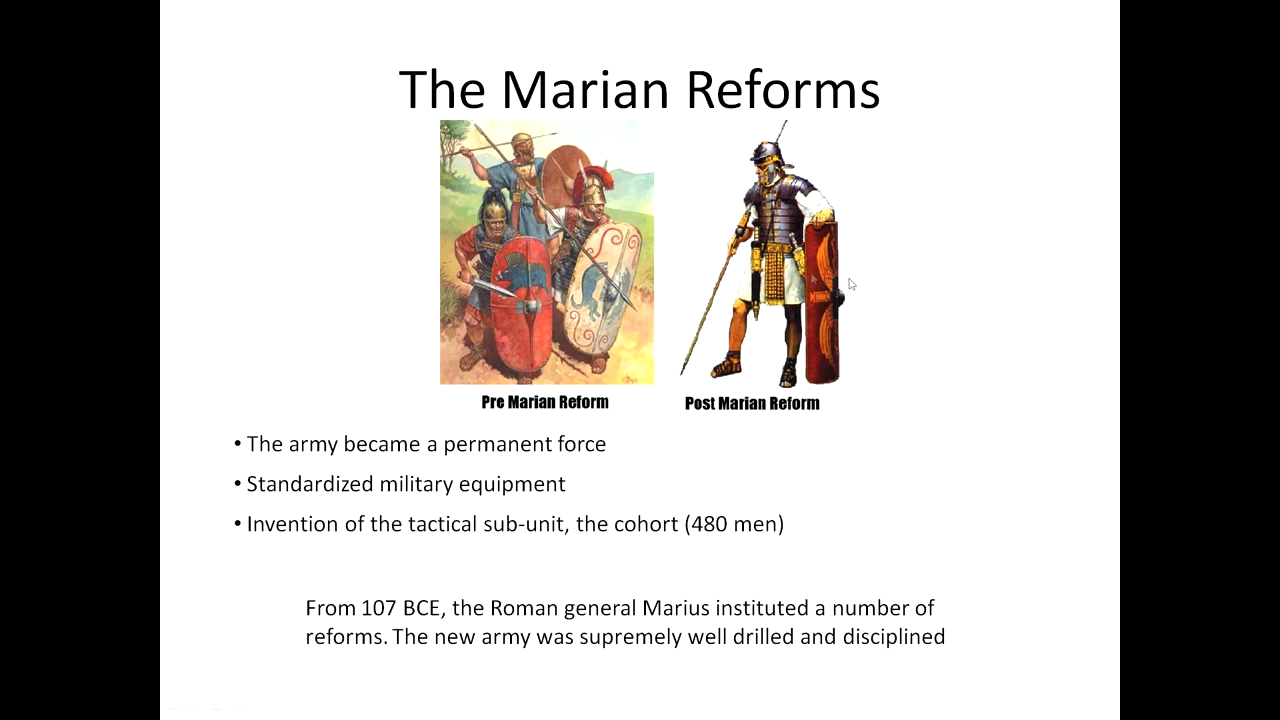 The Marian Reforms
Pre Marian Reform
Post Marian Reform
• The army became a permanent force
• Standardized military equipment
• Invention of the tactical sub-unit, the cohort (480 men)
From 107 BCE, the Roman general Marius instituted a number of
reforms. The new army was supremely well drilled and disciplined